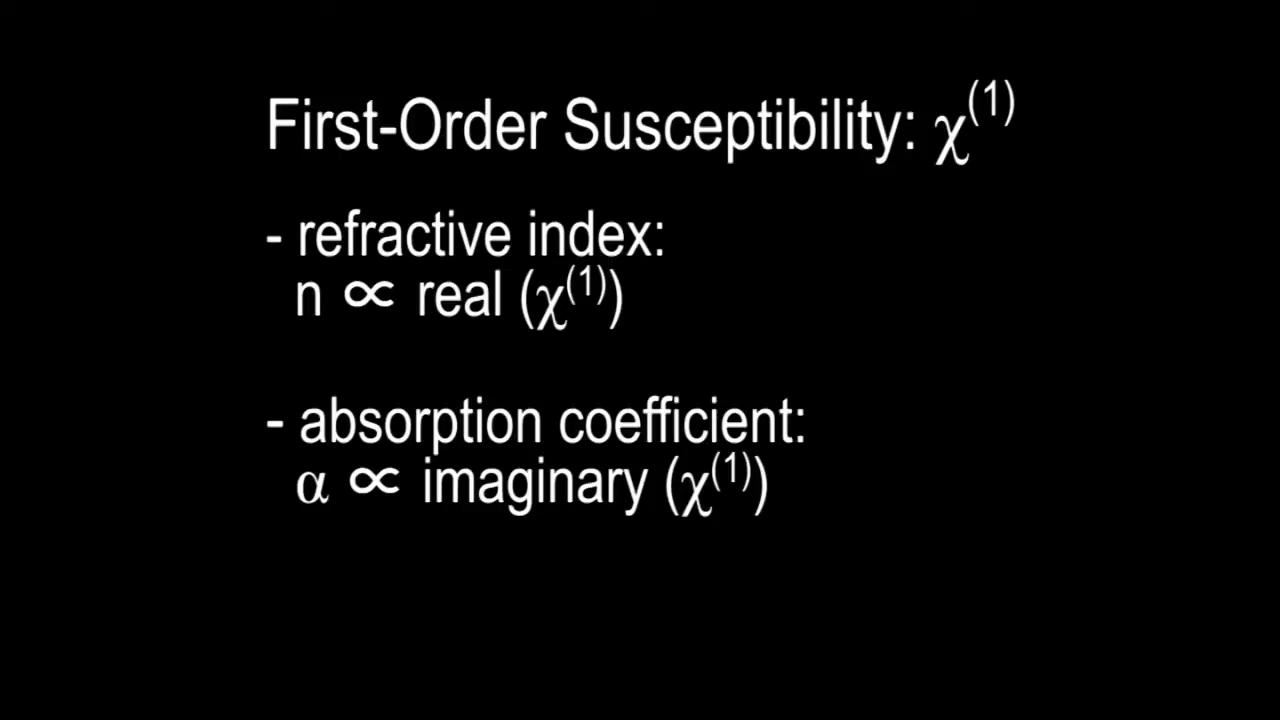 First-Order Susceptibility: χ⁽¹⁾
- refractive index:
n ∝ real (χ⁽¹⁾)
- absorption coefficient:
α ∝ imaginary (χ⁽¹⁾)